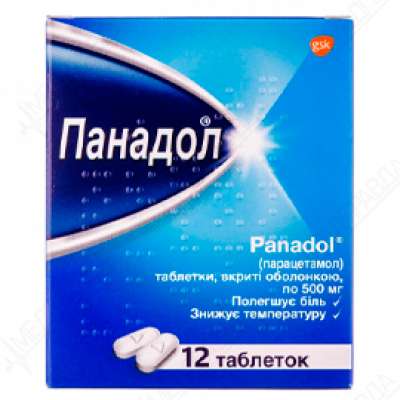 gsk
Панадол®
Panadol®
(парацетамол)
таблетки, вкриті оболонкою,
по 500 мг
Полегшує біль ✓
Знижує температуру ✓
12 таблеток